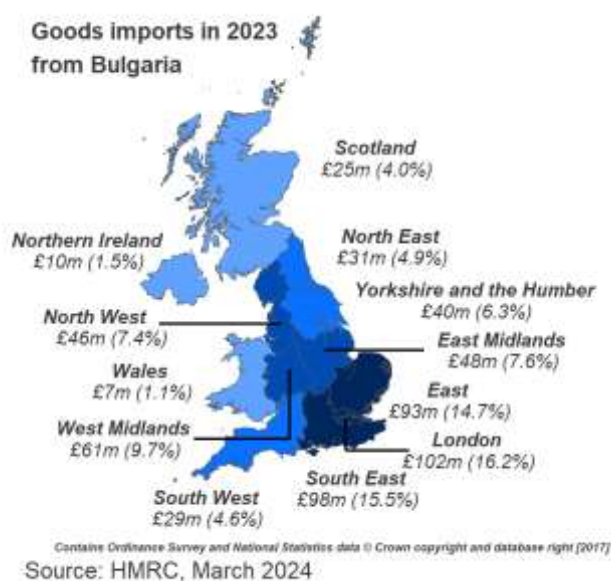 Goods imports in 2023
from Bulgaria
Scotland
£25m (4.0%)
Northern Ireland
£10m (1.5%)
North East
£31m (4.9%)
Yorkshire and the Humber
£40m (6.3%)
North West
£46m (7.4%)
East Midlands
£48m (7.6%)
Wales
£7m (1.1%)
East
£93m (14.7%)
West Midlands
£61m (9.7%)
London
£102m (16.2%)
South East
£98m (15.5%)
South West
£29m (4.6%)
Contains Ordinance Survey and National Statistics data © Crown copyright and database right [2017]
Source: HMRC, March 2024